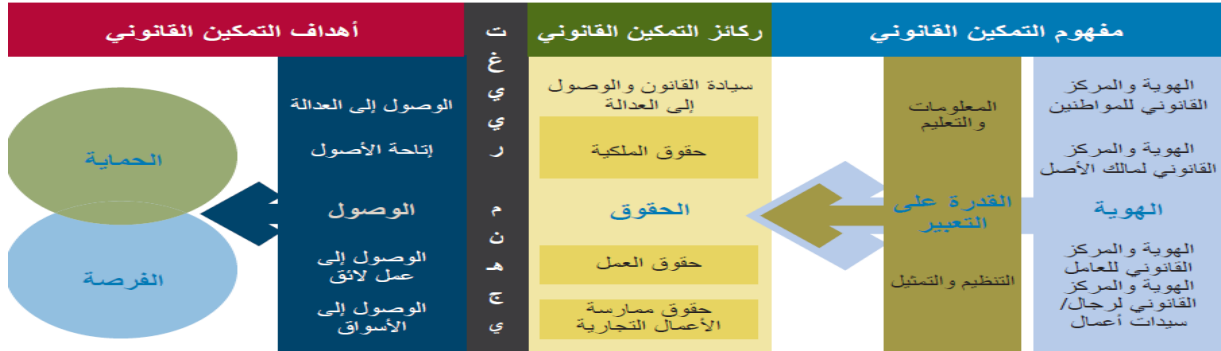 مفهوم التمكين القانوني
ركائز التمكين القانوني
أهداف التمكين القانوني
الهوية والمركز
القانوني للمواطنين
الهوية والمركز
القانوني لمالك الأصل
الهوية
الهوية والمركز
القانوني للعامل
الهوية والمركز
القانوني لرجال/
سيدات أعمال
المعلومات
والتعليم
القدرة على
التعبير
التنظيم والتمثيل
سيادة القانون والوصول
إلى العدالة
حقوق الملكية
الحقوق
حقوق العمل
حقوق ممارسة
الأعمال التجارية
ت
غ
ي
ي
ر
م
ن
هـ
ج
ي
الوصول إلى العدالة
إتاحة الأصول
الوصول
الوصول إلى
عمل لائق
الوصول إلى
الأسواق
الحماية
الفرصة